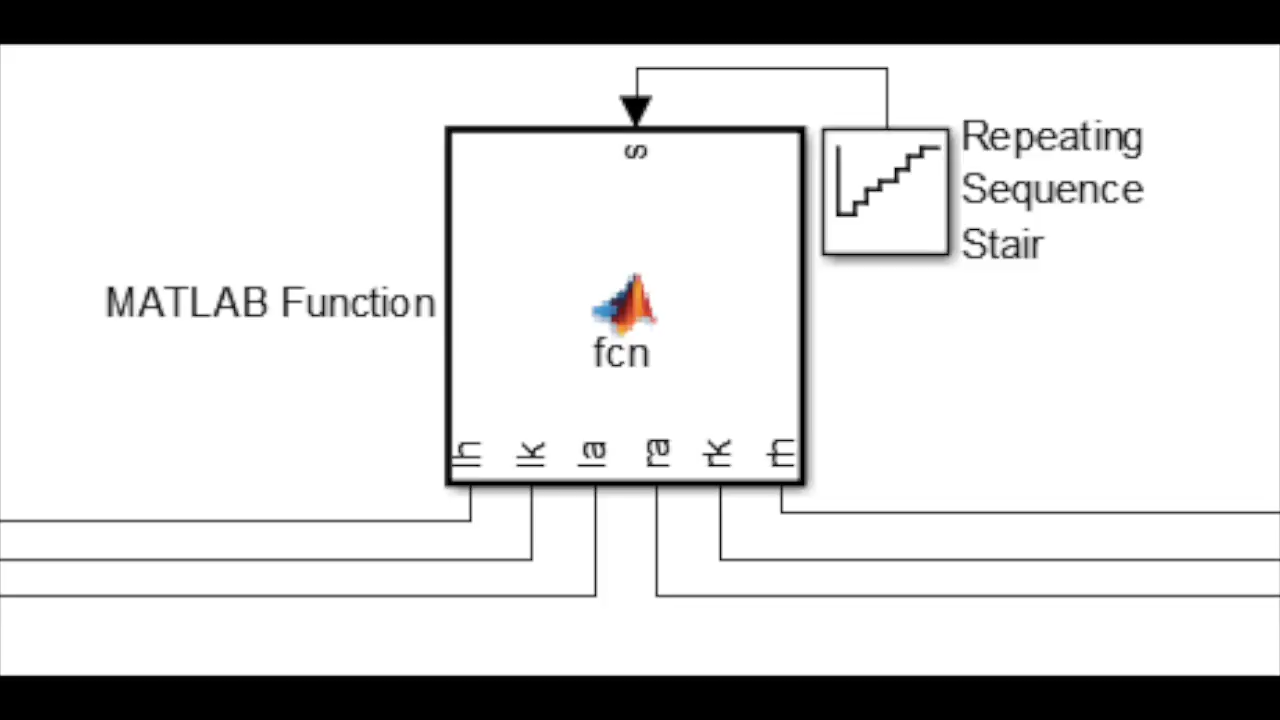 s
Repeating
Sequence
Stair
MATLAB Function
fcn
lh
lk
la
ra
rk
rh